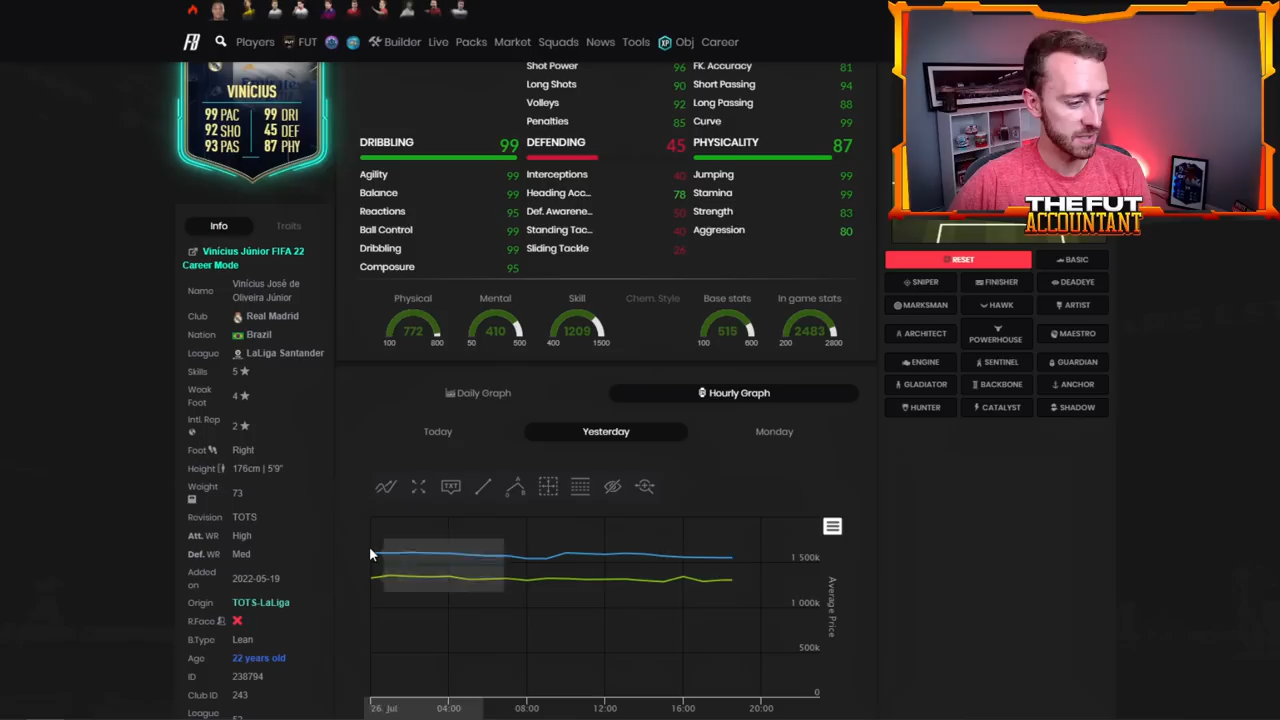 F8 Players FUT Builder Live Packs Market Squads News Tools XP Obj Career
VINÍCIUS
99 PAC 99 DRI
92 SHO 45 DEF
93 PAS 87 PHY
Shot Power 96
Long Shots 90
Volleys 92
Penalties 85
FK. Accuracy 81
Short Passing 94
Long Passing 88
Curve 99
DRIBBLING 99
Agility 99
Balance 99
Reactions 95
Ball Control 99
Dribbling 99
Composure 95
DEFENDING 45
Interceptions 40
Heading Acc... 78
Def. Awarene... 50
Standing Tac... 40
Sliding Tackle 26
PHYSICALITY 87
Jumping 99
Stamina 99
Strength 83
Aggression 80
Info Traits
Vinícius Júnior FIFA 22
Career Mode
Name Vinícius José de
Oliveira Júnior
Club Real Madrid
Nation Brazil
League LaLiga Santander
Skills 5
Weak
Foot 4
Intl. Rep 2
Foot Right
Height 176cm | 5'9"
Weight 73
Revision TOTS
Att. WR High
Def. WR Med
Added
on 2022-05-19
Origin TOTS-LaLiga
R.Face
B.Type Lean
Age 22 years old
ID 238794
Club ID 243
League
Physical Mental Skill Chem. Style Base stats In game stats
772 410 1209 515 2483
100 800 50 500 400 1500 100 600 200 2800
Daily Graph Hourly Graph
Today Yesterday Monday
TXT
1 500k
1 000k
500k
0
Average Price
26. Jul 04:00 08:00 12:00 16:00 20:00
THE FUT
ACCOUNTANT
RESET BASIC
SNIPER FINISHER DEADEYE
MARKSMAN HAWK ARTIST
ARCHITECT POWERHOUSE MAESTRO
ENGINE SENTINEL GUARDIAN
GLADIATOR BACKBONE ANCHOR
HUNTER CATALYST SHADOW